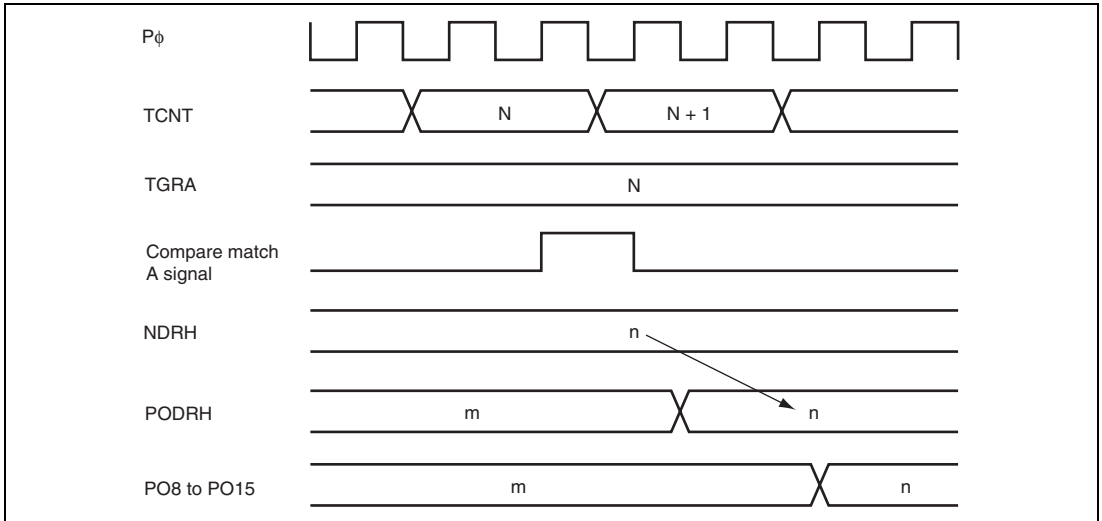 Pϕ
TCNT N N + 1
TGRA N
Compare match
A signal
NDRH n
PODRH m n
PO8 to PO15 m n